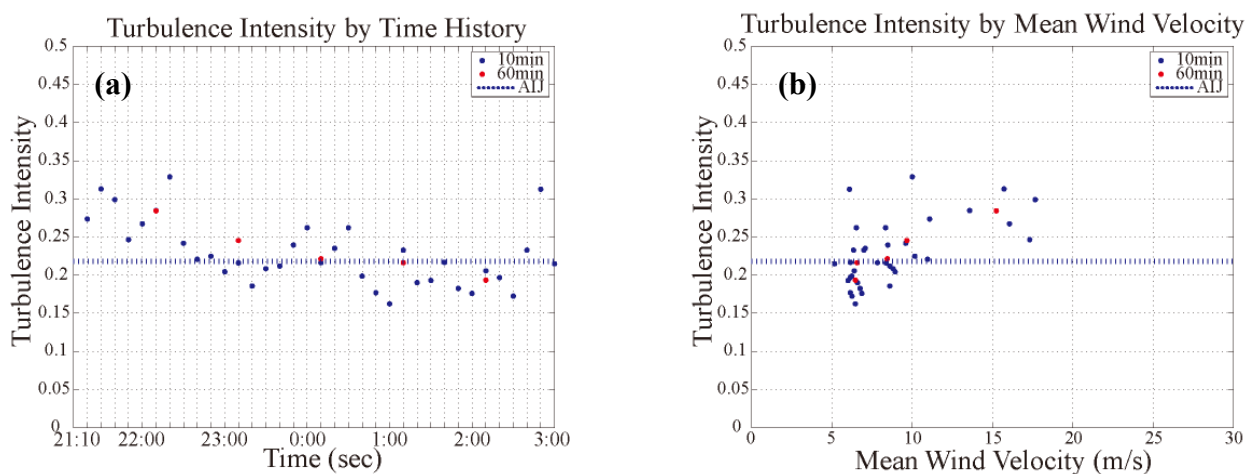 Turbulence Intensity by Time History
0.5
0.45
0.4
0.35
0.3
0.25
0.2
0.15
0.1
0.05
0
Turbulence Intensity
(a)
10min
60min
AIJ
21:10 22:00 23:00 0:00 1:00 2:00 3:00
Time (sec)
Turbulence Intensity by Mean Wind Velocity
0.5
0.45
0.4
0.35
0.3
0.25
0.2
0.15
0.1
0.05
0
Turbulence Intensity
(b)
10min
60min
AIJ
0 5 10 15 20 25 30
Mean Wind Velocity (m/s)